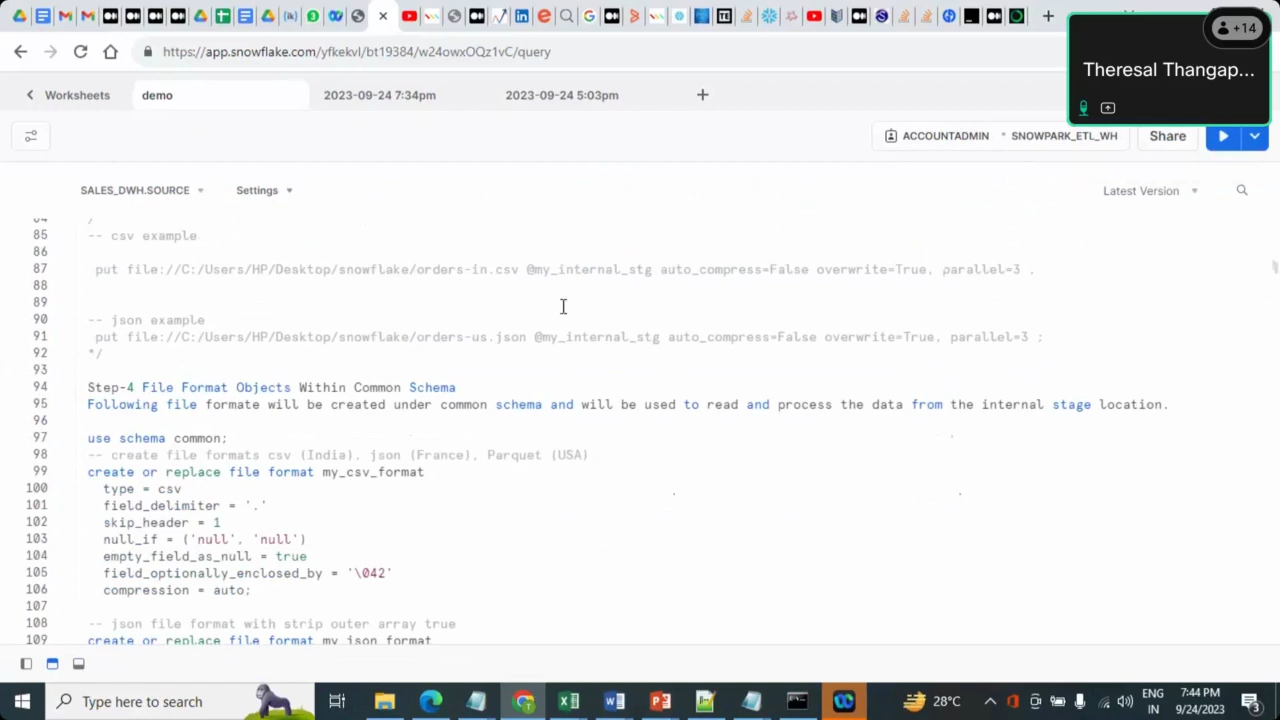 +14
https://app.snowflake.com/yfkekvl/bt19384/w24owxOQz1vC/query
Theresal Thangap...
Worksheets
demo
2023-09-24 7:34pm
2023-09-24 5:03pm
ACCOUNTADMIN
SNOWPARK_ETL_WH
Share
SALES_DWH.SOURCE
Settings
Latest Version
84 /
85 -- csv example
86
87 put file://C:/Users/HP/Desktop/snowflake/orders-in.csv @my_internal_stg auto_compress=False overwrite=True, parallel=3 .
88
89
90 -- json example
91 put file://C:/Users/HP/Desktop/snowflake/orders-us.json @my_internal_stg auto_compress=False overwrite=True, parallel=3 ;
92 */
93
94 Step-4 File Format Objects Within Common Schema
95 Following file formate will be created under common schema and will be used to read and process the data from the internal stage location.
96
97 use schema common;
98 -- create file formats csv (India), json (France), Parquet (USA)
99 create or replace file format my_csv_format
100 type = csv
101 field_delimiter = '.'
102 skip_header = 1
103 null_if = ('null', 'null')
104 empty_field_as_null = true
105 field_optionally_enclosed_by = '\042'
106 compression = auto;
107
108 -- json file format with strip outer array true
109 create or replace file format my_json_format
Type here to search
28°C
ENG
IN
7:44 PM
9/24/2023
3